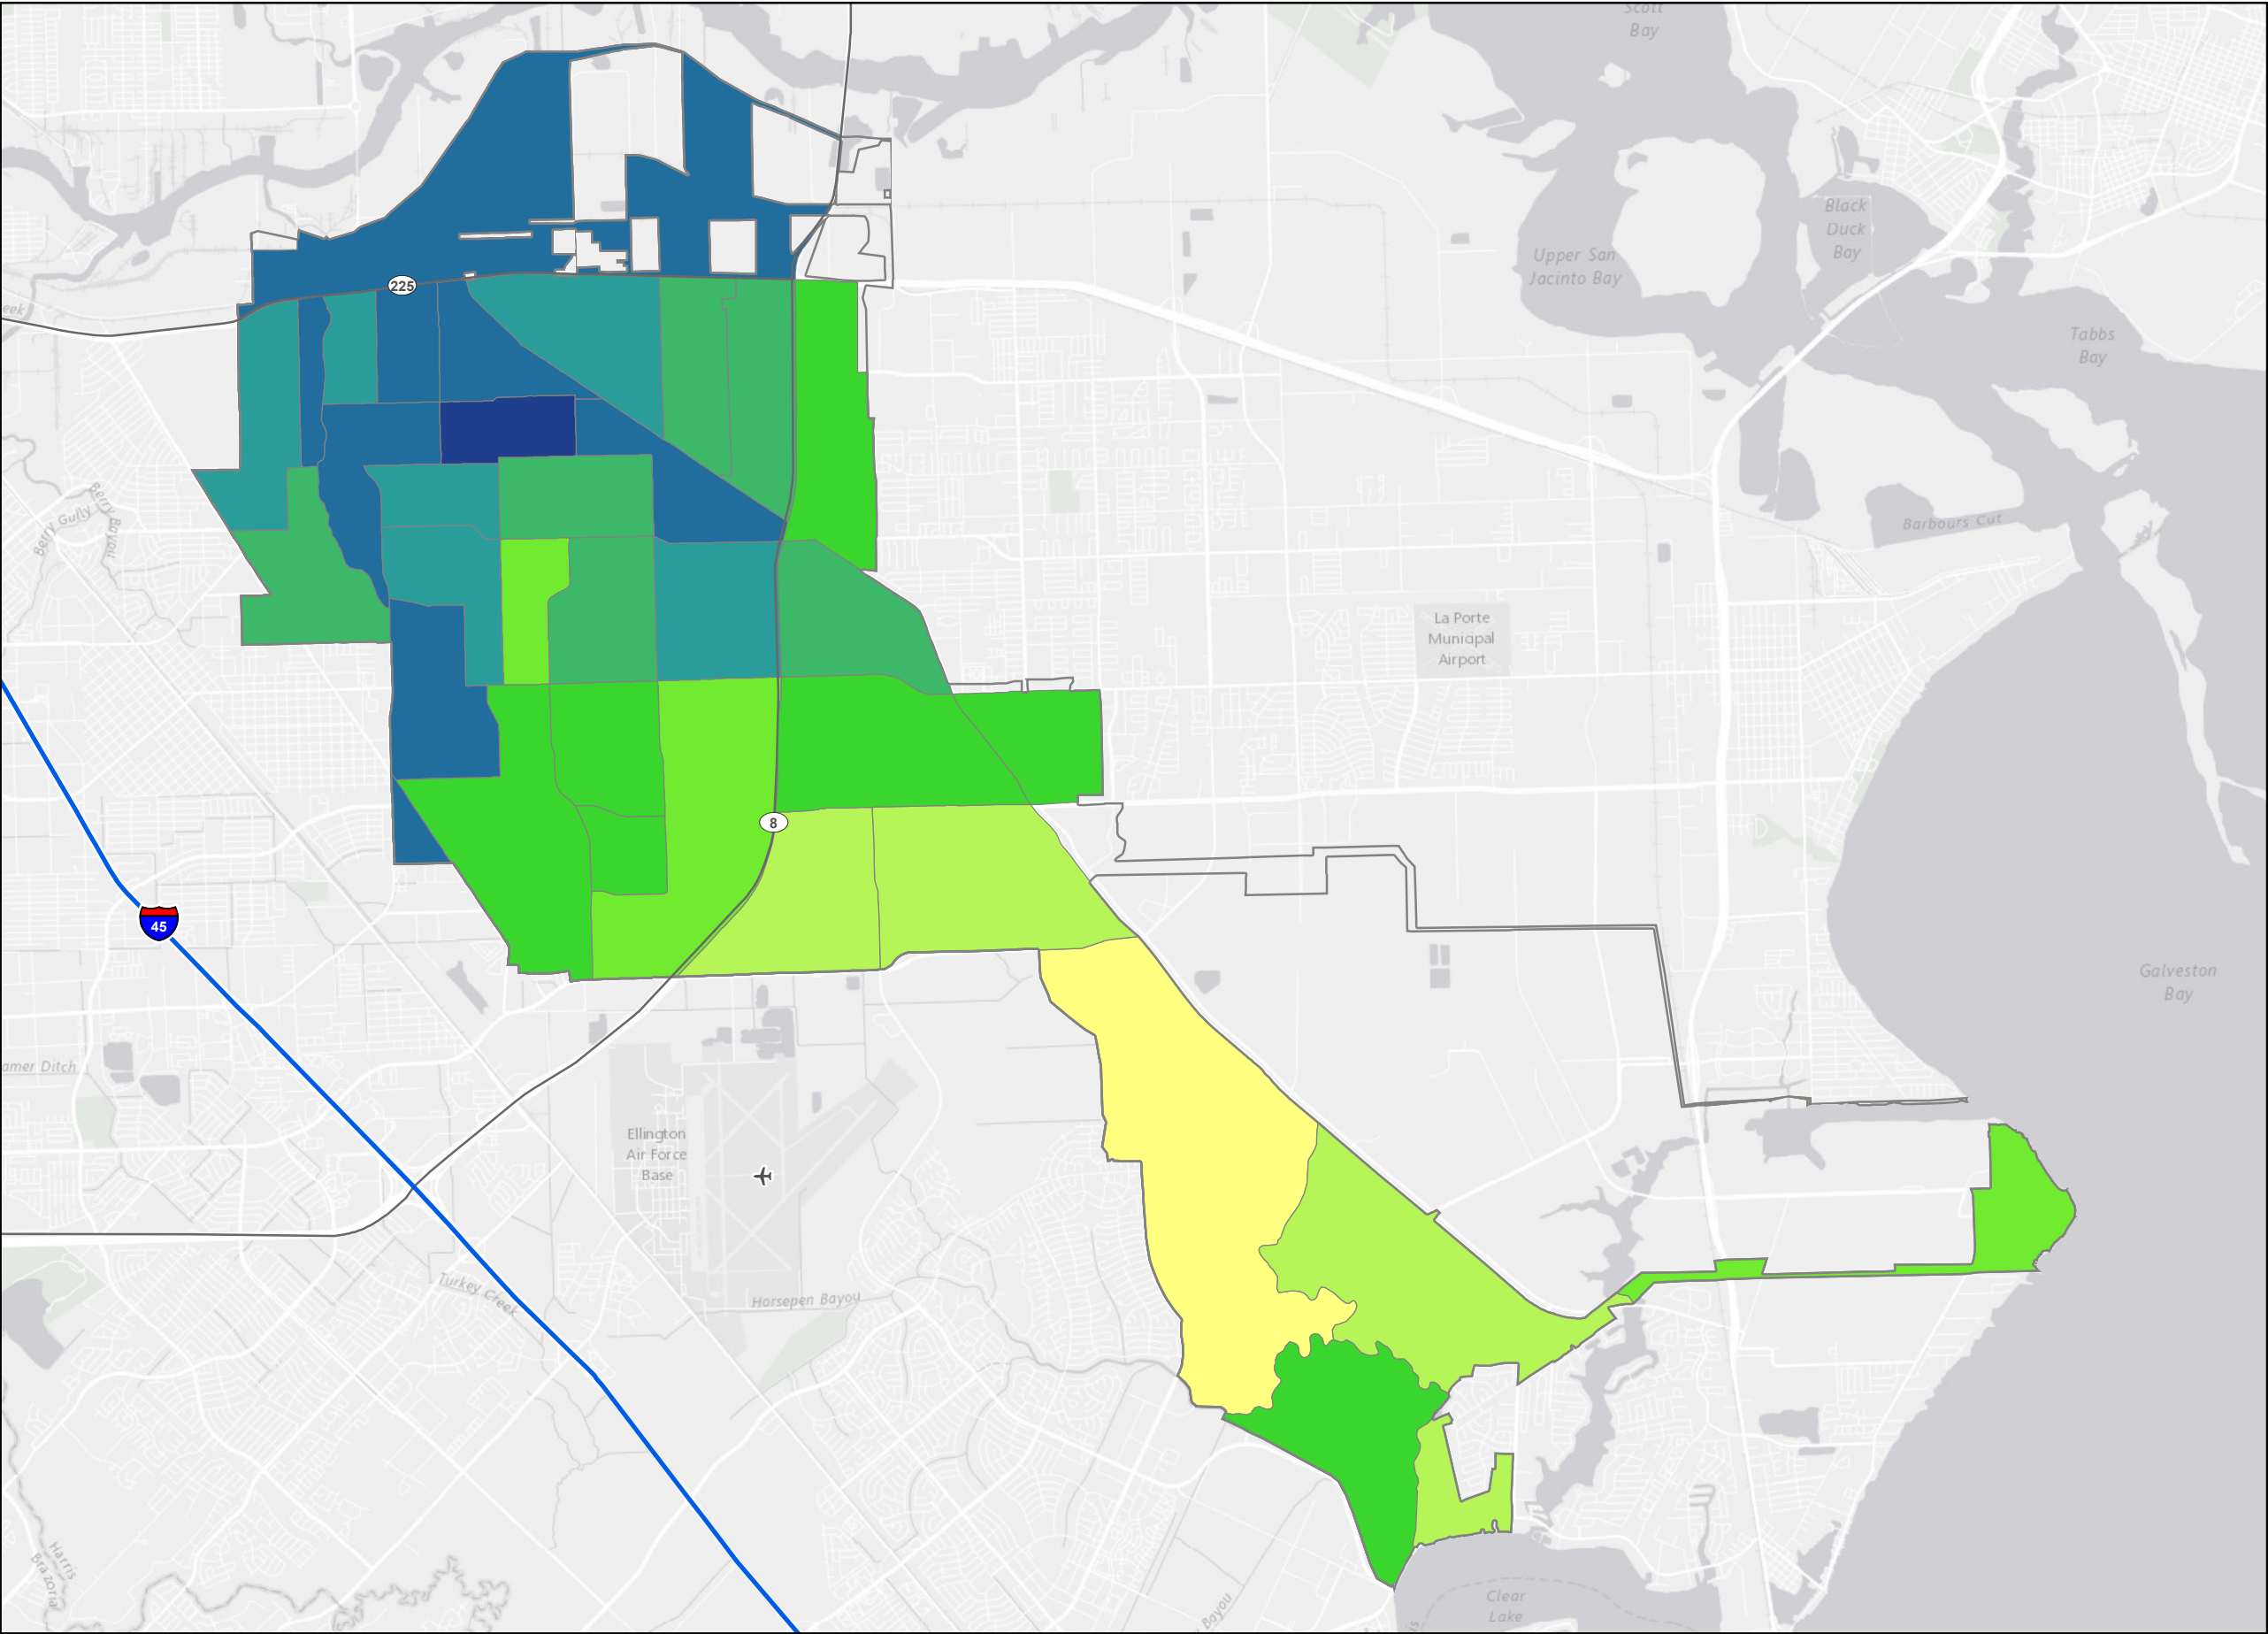 Scott
Bay
Black
Duck
Bay
Upper San
Jacinto Bay
225
eek
Tabbs
Bay
Berry Gully
Berry Bayou
Barbours Cut
La Porte
Municipal
Airport
8
45
Galveston
Bay
amer Ditch
Ellington
Air Force
Base
Turkey Creek
Horsepen Bayou
Harris
Brazoria
Bayou
Clear
Lake